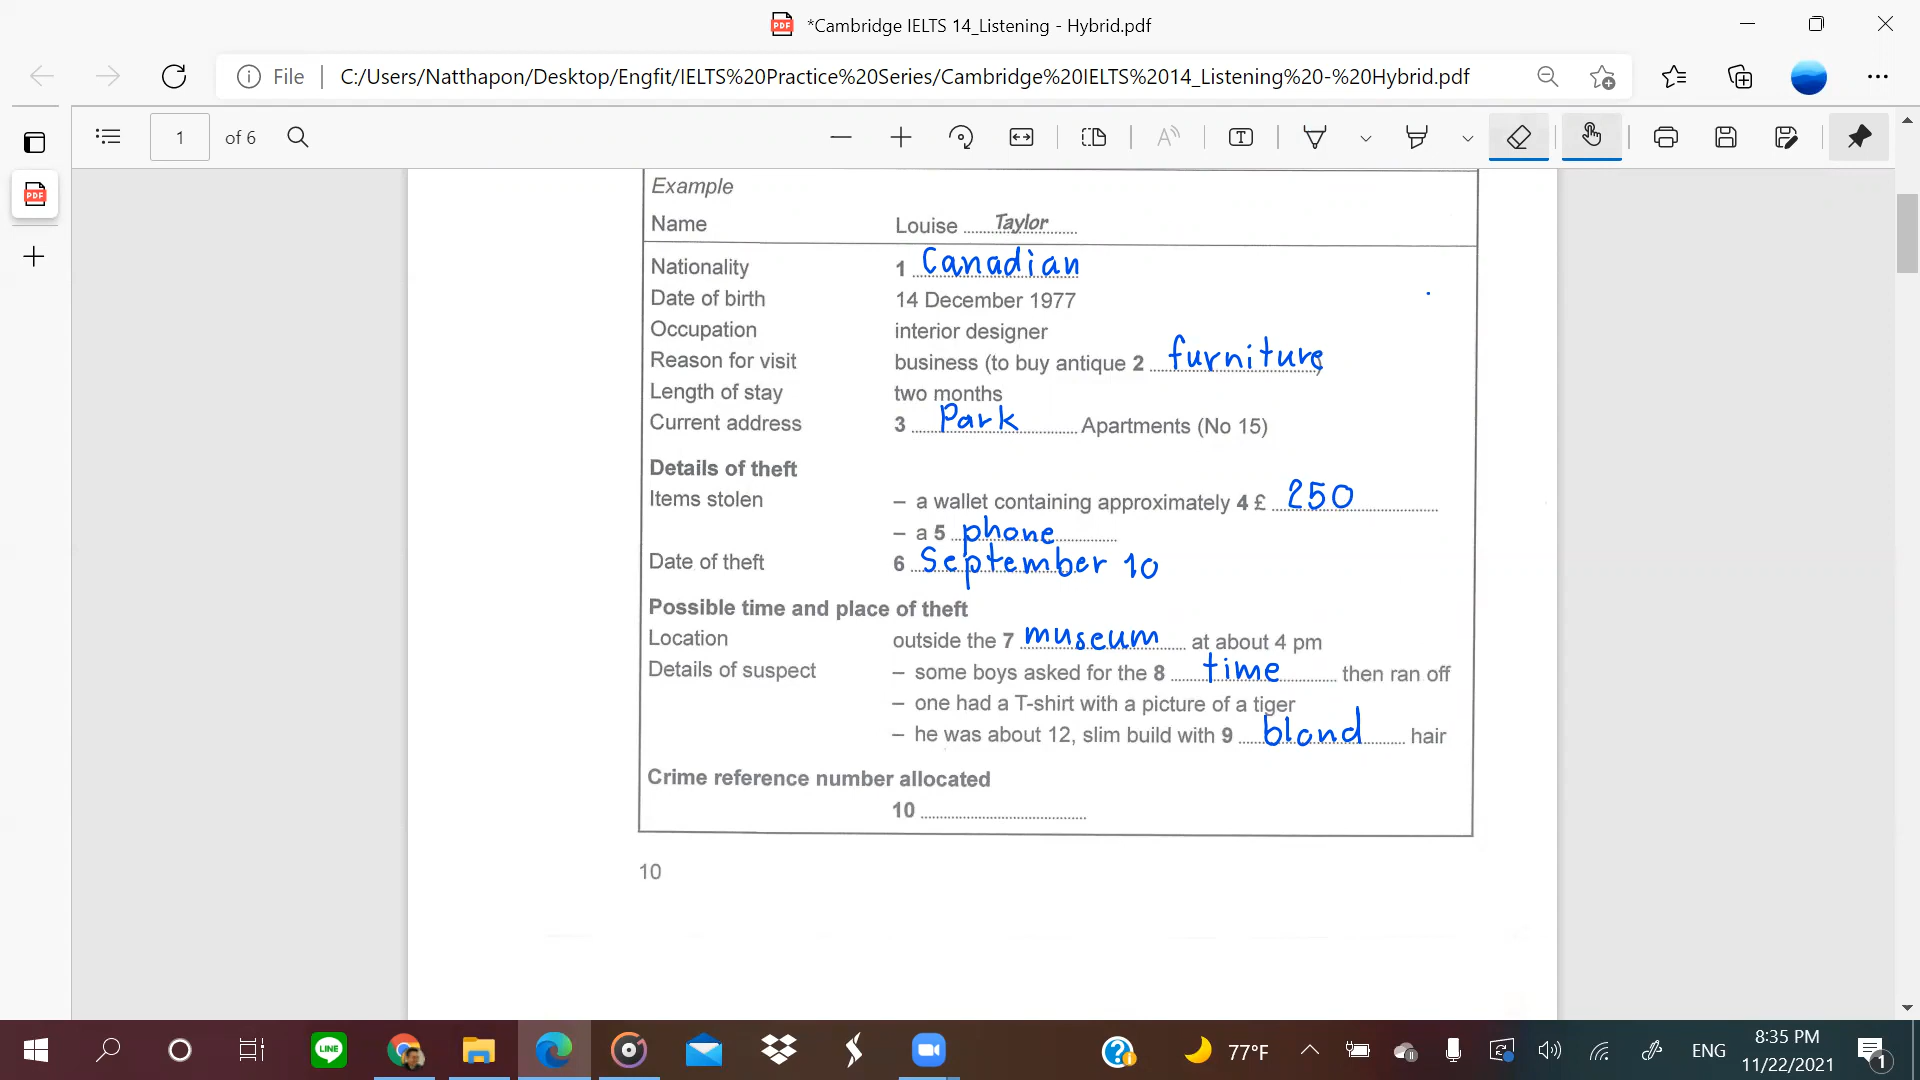 *Cambridge IELTS 14_Listening - Hybrid.pdf
File | C:/Users/Natthapon/Desktop/Engfit/IELTS%20Practice%20Series/Cambridge%20IELTS%2014_Listening%20-%20Hybrid.pdf
1 of 6
Example
Name Louise Taylor
Nationality 1 Canadian
Date of birth 14 December 1977
Occupation interior designer
Reason for visit business (to buy antique 2 furniture)
Length of stay two months
Current address 3 Park Apartments (No 15)
Details of theft
Items stolen – a wallet containing approximately 4 £ 250
– a 5 phone
Date of theft 6 September 10
Possible time and place of theft
Location outside the 7 museum at about 4 pm
Details of suspect – some boys asked for the 8 time then ran off
– one had a T-shirt with a picture of a tiger
– he was about 12, slim build with 9 blond hair
Crime reference number allocated
10
10
77°F ENG 8:35 PM
11/22/2021 1